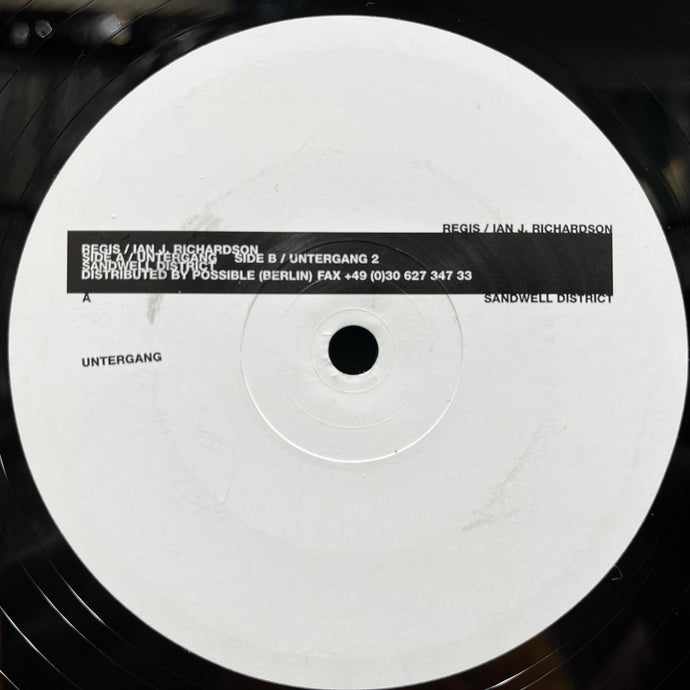 REGIS / IAN J. RICHARDSON
REGIS / IAN J. RICHARDSON
SIDE A / UNTERGANG SIDE B / UNTERGANG 2
SANDWELL DISTRICT
DISTRIBUTED BY POSSIBLE (BERLIN) FAX +49 (0)30 627 347 33
A SANDWELL DISTRICT
UNTERGANG